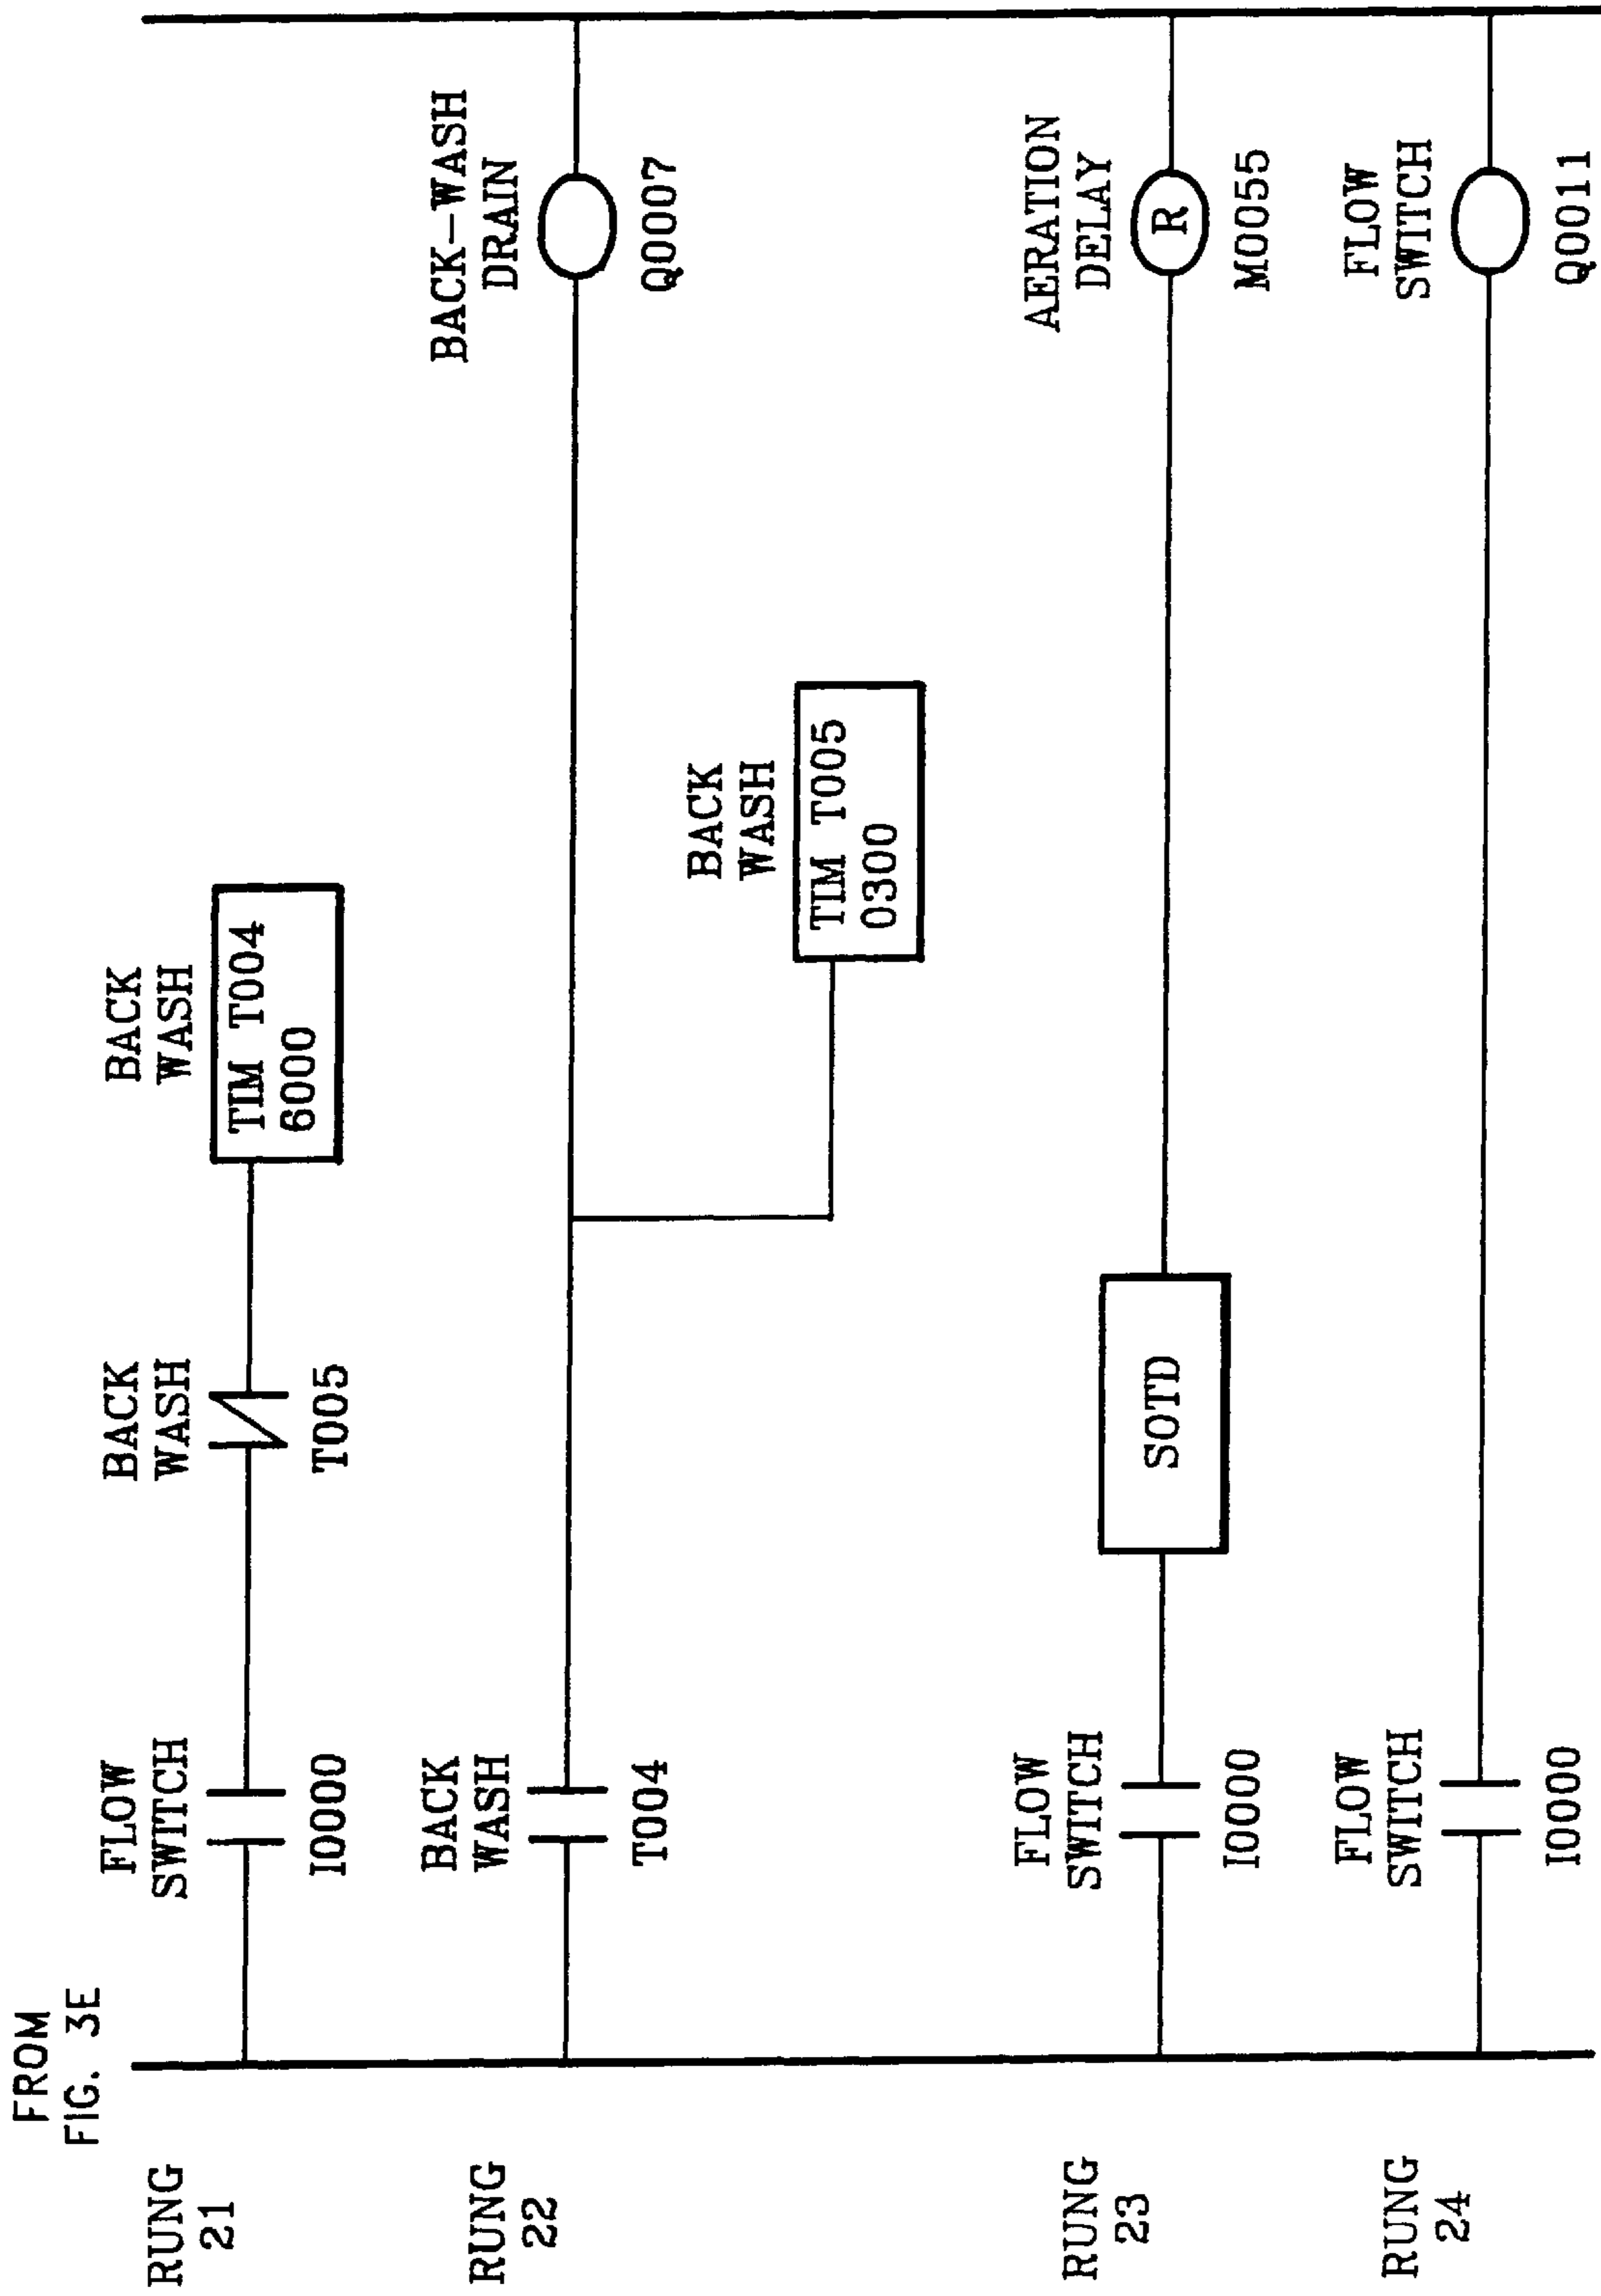 FROM
FIG. 3E
RUNG
21
FLOW
SWITCH
I0000
BACK
WASH
T005
BACK
WASH
TIM T004
6000
RUNG
22
BACK
WASH
T004
BACK
WASH
TIM T005
0300
BACK-WASH
DRAIN
Q0007
RUNG
23
FLOW
SWITCH
I0000
SOTD
AERATION
DELAY
R
M0055
RUNG
24
FLOW
SWITCH
I0000
FLOW
SWITCH
Q0011